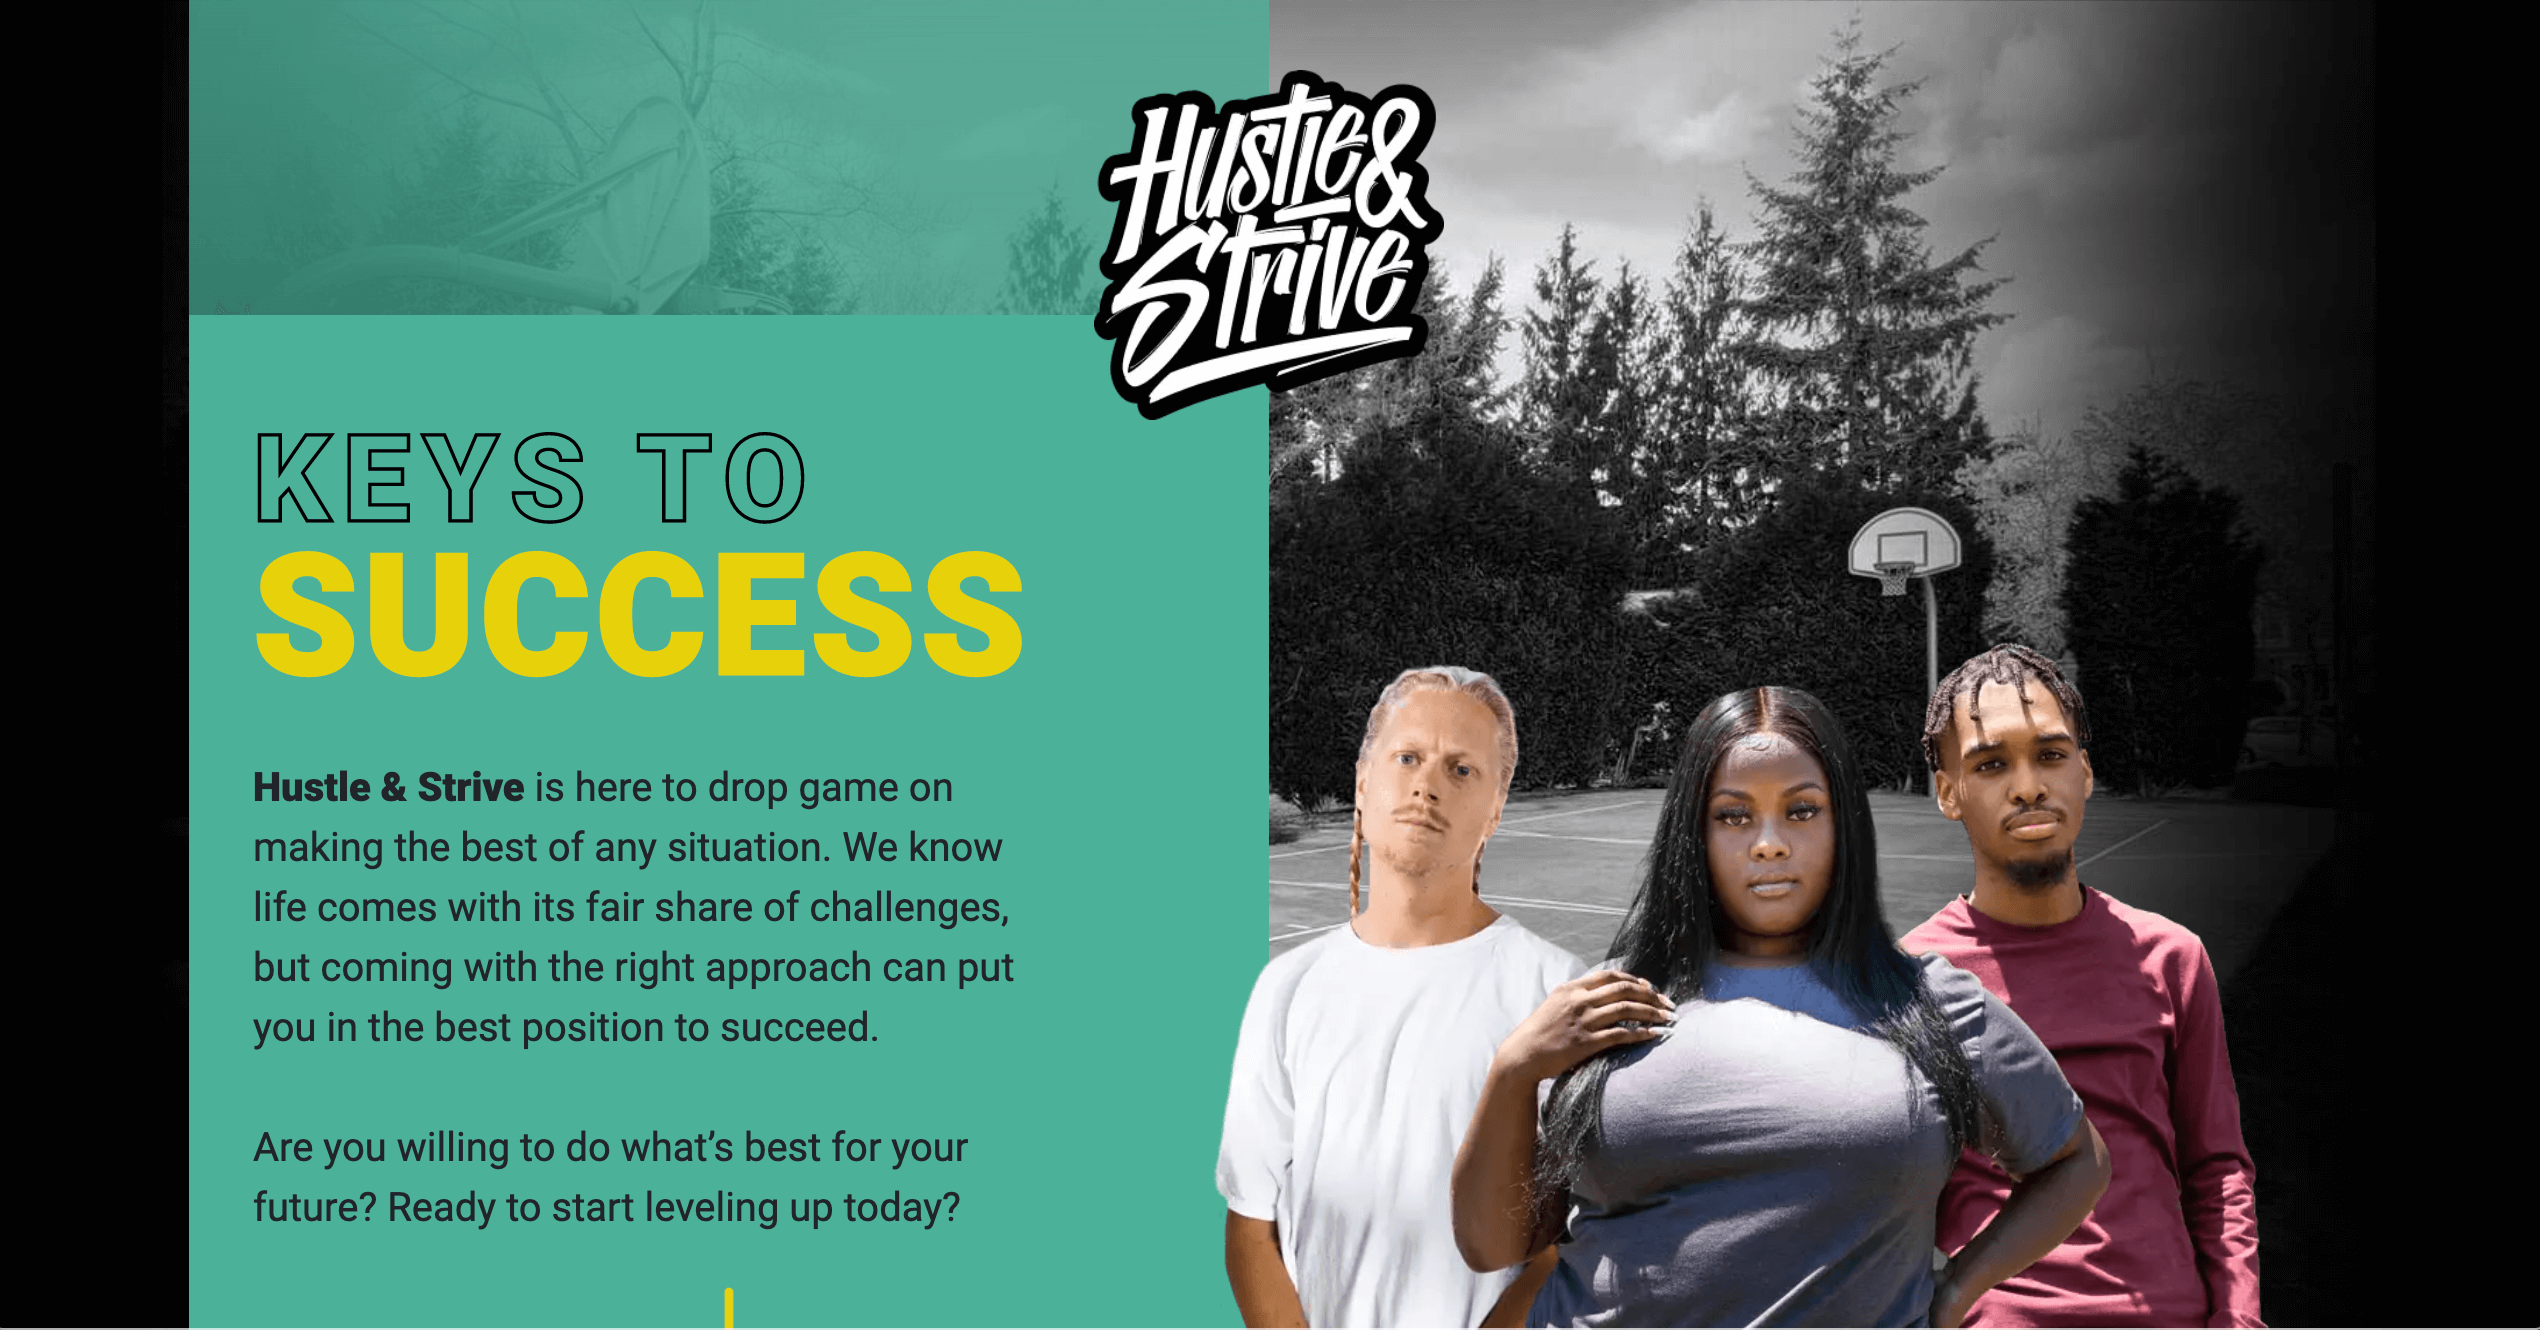 Hustle &
Strive
KEYS TO
SUCCESS
Hustle & Strive is here to drop game on
making the best of any situation. We know
life comes with its fair share of challenges,
but coming with the right approach can put
you in the best position to succeed.
Are you willing to do what’s best for your
future? Ready to start leveling up today?